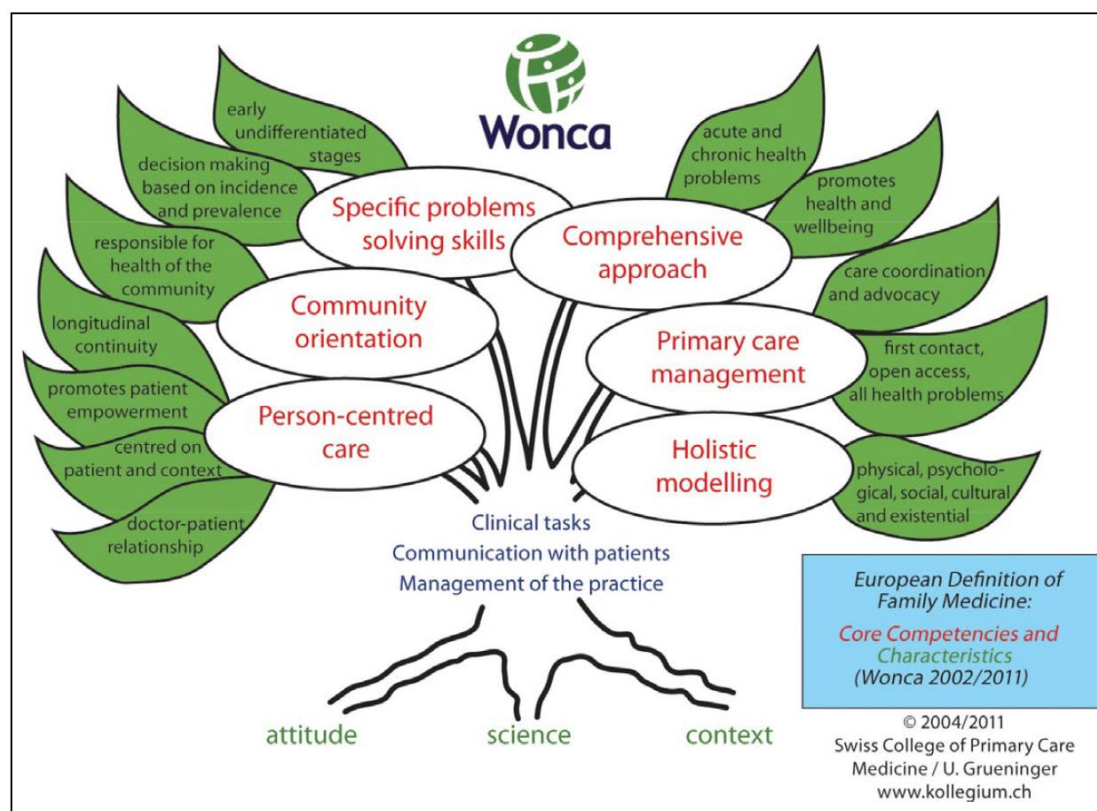 Wonca
early
undifferentiated
stages
decision making
based on incidence
and prevalence
responsible for
health of the
community
longitudinal
continuity
promotes patient
empowerment
centred on
patient and context
doctor-patient
relationship
Specific problems
solving skills
Community
orientation
Person-centred
care
Comprehensive
approach
Primary care
management
Holistic
modelling
acute and
chronic health
problems
promotes
health and
wellbeing
care coordination
and advocacy
first contact,
open access,
all health problems
physical, psycholo-
gical, social, cultural
and existential
Clinical tasks
Communication with patients
Management of the practice
attitude
science
context
European Definition of
Family Medicine:
Core Competencies and
Characteristics
(Wonca 2002/2011)
© 2004/2011
Swiss College of Primary Care
Medicine / U. Grueninger
www.kollegium.ch